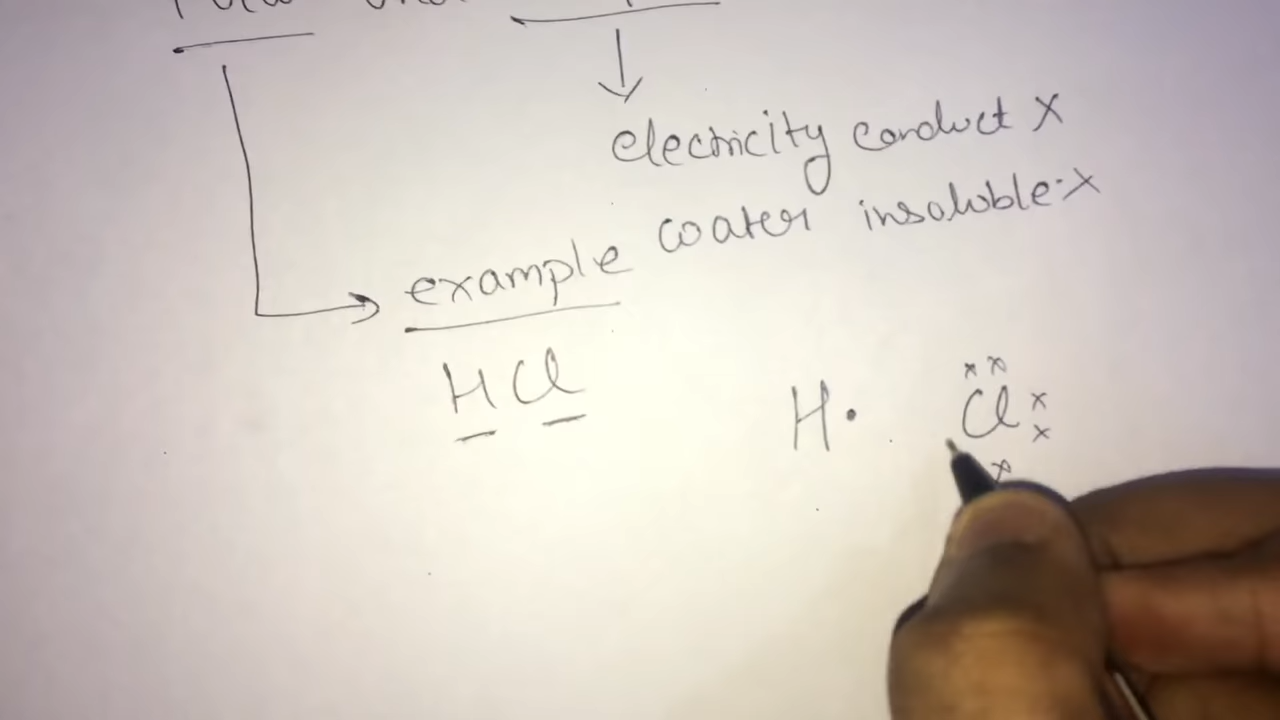 electricity conduct x
water insoluble x
example
HCl
H• Cl